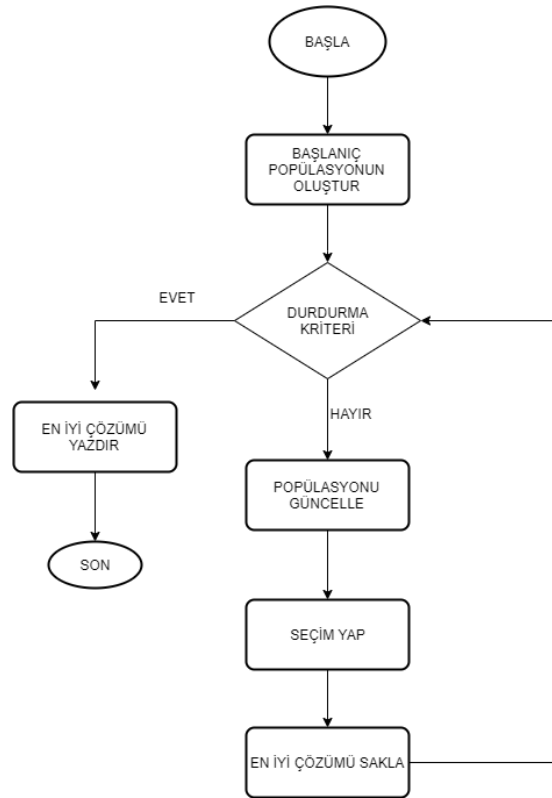 BAŞLA
BAŞLANIÇ
POPÜLASYONUN
OLUŞTUR
EVET
DURDURMA
KRİTERİ
HAYIR
EN İYİ ÇÖZÜMÜ
YAZDIR
POPÜLASYONU
GÜNCELLE
SON
SEÇİM YAP
EN İYİ ÇÖZÜMÜ SAKLA